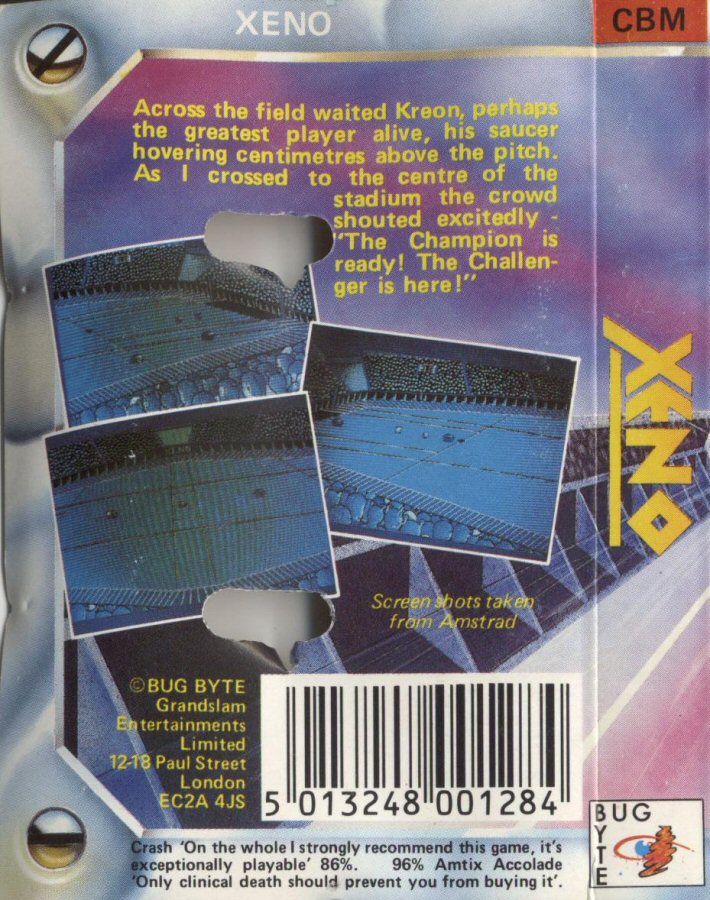 XENO
CBM
Across the field waited Kreon, perhaps
the greatest player alive, his saucer
hovering centimetres above the pitch.
As I crossed to the centre of the
stadium the crowd
shouted excitedly -
"The Champion is
ready! The Challen-
ger is here!"
XENO
Screen shots taken
from Amstrad
©BUG BYTE
Grandslam
Entertainments
Limited
12-18 Paul Street
London
EC2A 4JS
5 013248 001284
BUG
BYTE
Crash 'On the whole I strongly recommend this game, it's
exceptionally playable' 86%. 96% Amtix Accolade
'Only clinical death should prevent you from buying it'.